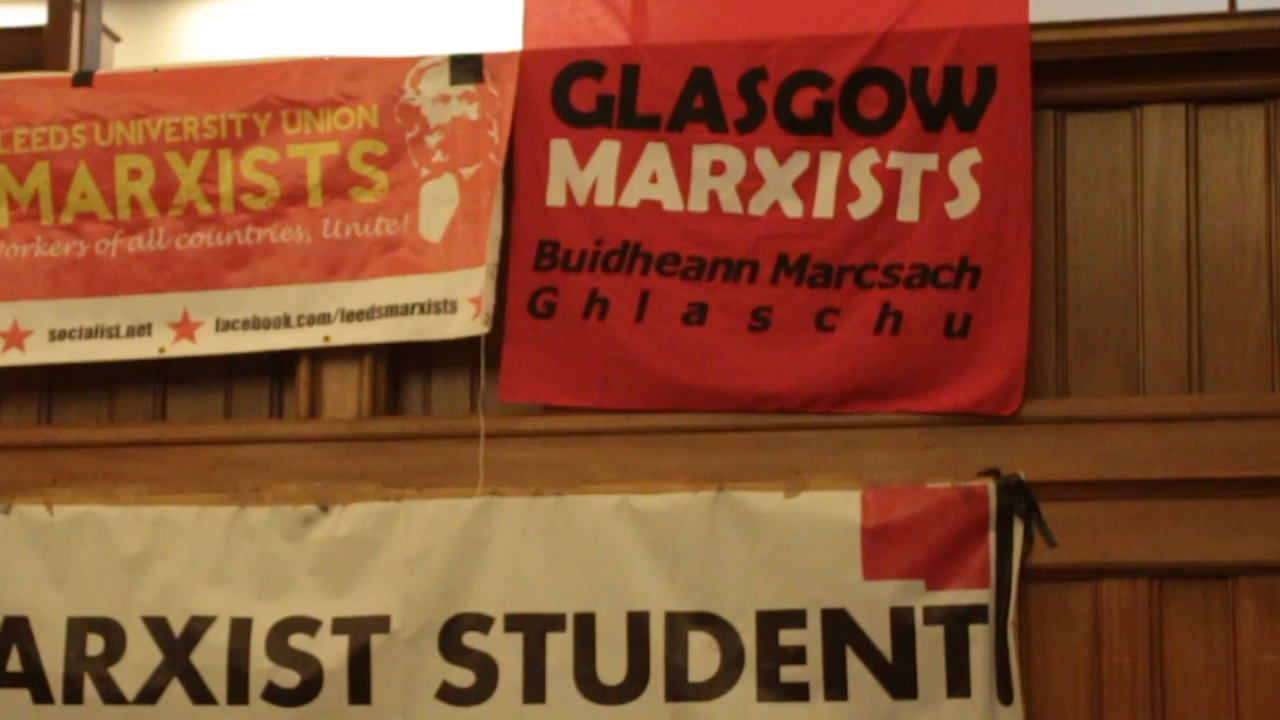 LEEDS UNIVERSITY UNION
MARXISTS
Workers of all countries, Unite!
socialist.net facebook.com/leedsmarxists
GLASGOW
MARXISTS
Buidheann Marcsach
Ghlaschu
ARXIST STUDENT